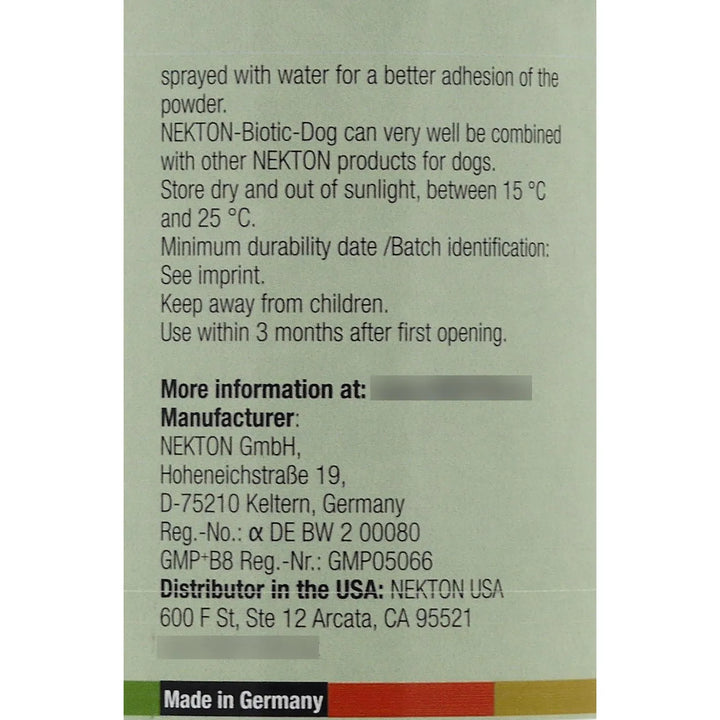 sprayed with water for a better adhesion of the
powder.
NEKTON-Biotic-Dog can very well be combined
with other NEKTON products for dogs.
Store dry and out of sunlight, between 15 °C
and 25 °C.
Minimum durability date /Batch identification:
See imprint.
Keep away from children.
Use within 3 months after first opening.
More information at:
Manufacturer:
NEKTON GmbH,
Hoheneichstraße 19,
D-75210 Keltern, Germany
Reg.-No.: α DE BW 2 00080
GMP+B8 Reg.-Nr.: GMP05066
Distributor in the USA: NEKTON USA
600 F St, Ste 12 Arcata, CA 95521
Made in Germany